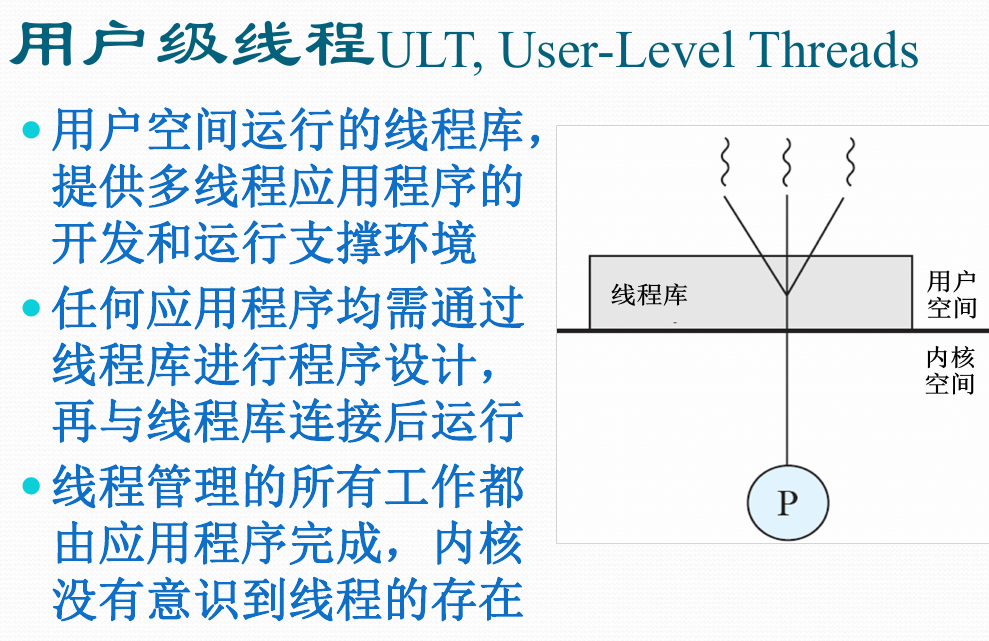 用户级线程ULT, User-Level Threads
•用户空间运行的线程库，
提供多线程应用程序的
开发和运行支撑环境
•任何应用程序均需通过
线程库进行程序设计，
再与线程库连接后运行
•线程管理的所有工作都
由应用程序完成，内核
没有意识到线程的存在
线程库
用户
空间
内核
空间
P